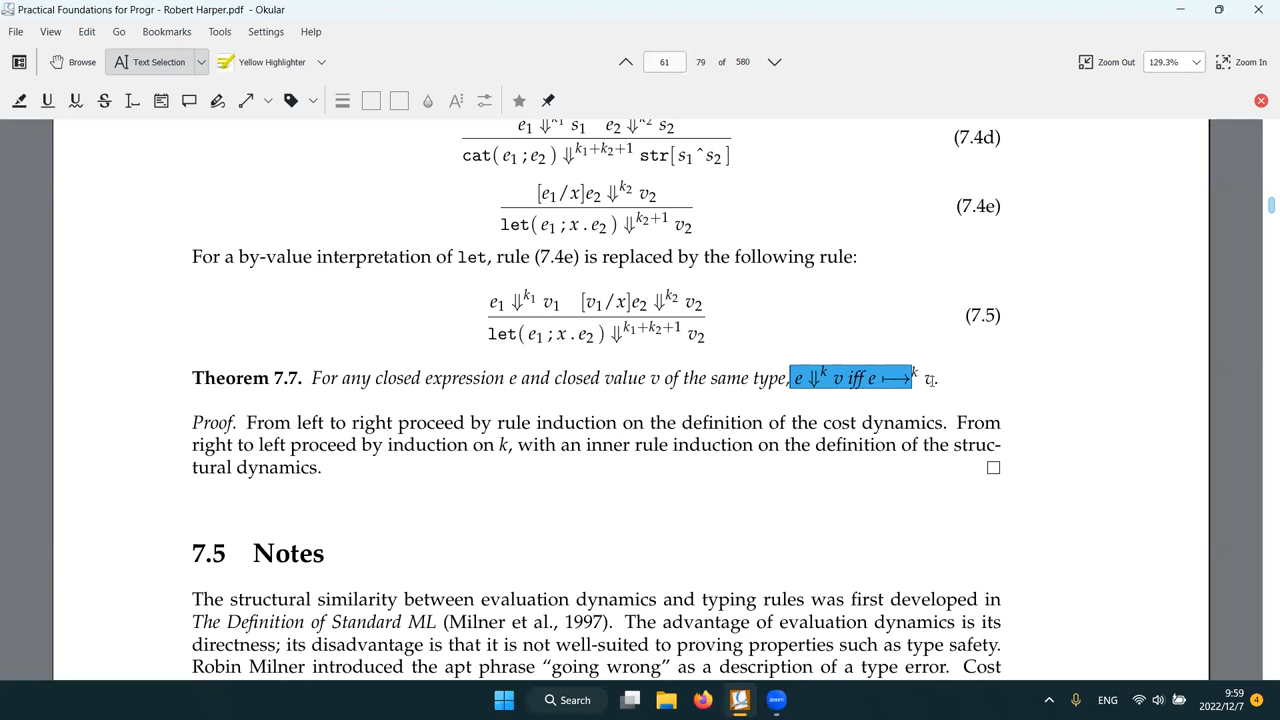 Practical Foundations for Progr - Robert Harper.pdf - Okular
File View Edit Go Bookmarks Tools Settings Help
Browse Text Selection Yellow Highlighter 61 79 of 580 Zoom Out 129.3% Zoom In
e₁ ⇓ᵏ¹ s₁ e₂ ⇓ᵏ² s₂
cat(e₁;e₂) ⇓ᵏ¹⁺ᵏ²⁺¹ str[s₁^s₂] (7.4d)
[e₁/x]e₂ ⇓ᵏ² v₂
let(e₁;x.e₂) ⇓ᵏ²⁺¹ v₂ (7.4e)
For a by-value interpretation of let, rule (7.4e) is replaced by the following rule:
e₁ ⇓ᵏ¹ v₁ [v₁/x]e₂ ⇓ᵏ² v₂
let(e₁;x.e₂) ⇓ᵏ¹⁺ᵏ²⁺¹ v₂ (7.5)
Theorem 7.7. For any closed expression e and closed value v of the same type, e ⇓ᵏ v iff e ⟼ᵏ v.
Proof. From left to right proceed by rule induction on the definition of the cost dynamics. From
right to left proceed by induction on k, with an inner rule induction on the definition of the struc-
tural dynamics. □
7.5 Notes
The structural similarity between evaluation dynamics and typing rules was first developed in
The Definition of Standard ML (Milner et al., 1997). The advantage of evaluation dynamics is its
directness; its disadvantage is that it is not well-suited to proving properties such as type safety.
Robin Milner introduced the apt phrase “going wrong” as a description of a type error. Cost
Search zoom ENG 9:59
2022/12/7 4